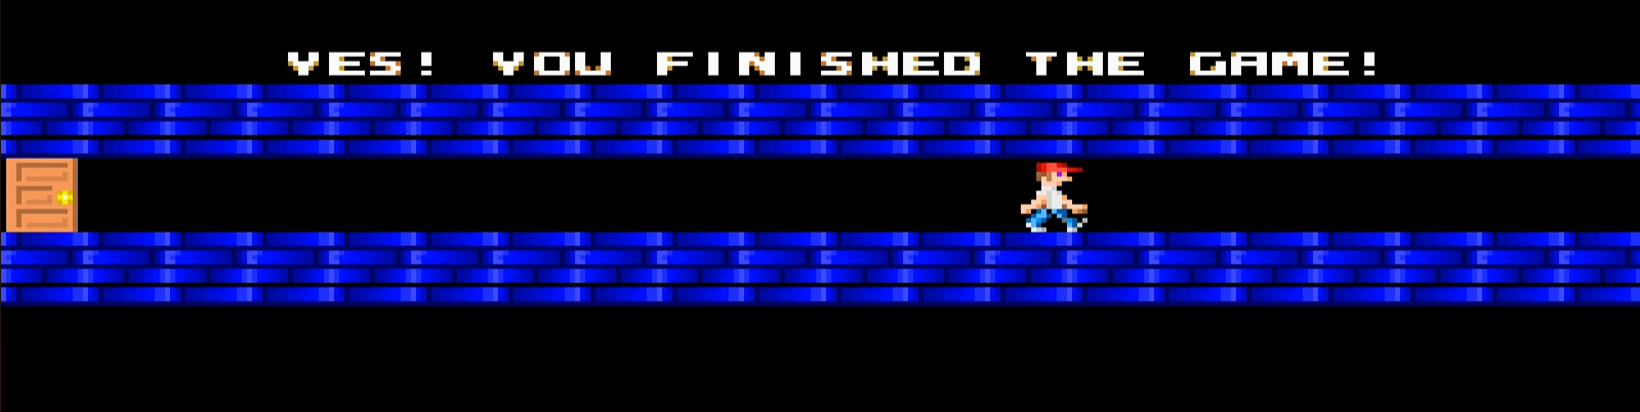 YES! YOU FINISHED THE GAME!